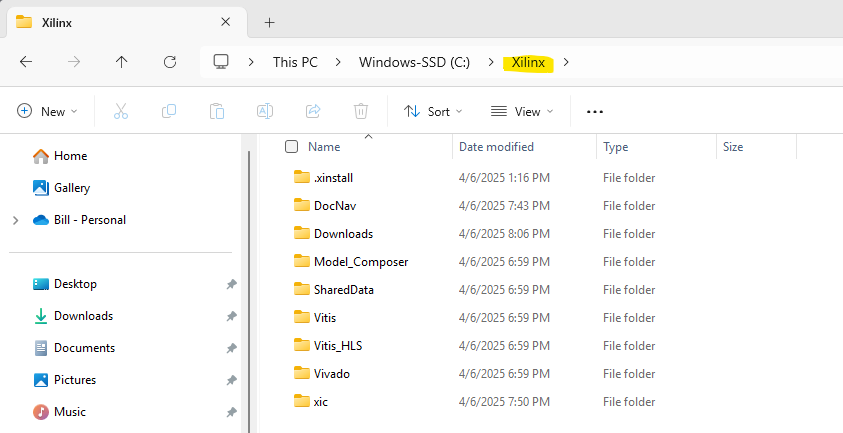 Xilinx
This PC Windows-SSD (C:) Xilinx
New Sort View
Name Date modified Type Size
Home
Gallery
Bill - Personal
Desktop
Downloads
Documents
Pictures
Music
.xinstall 4/6/2025 1:16 PM File folder
DocNav 4/6/2025 7:43 PM File folder
Downloads 4/6/2025 8:06 PM File folder
Model_Composer 4/6/2025 6:59 PM File folder
SharedData 4/6/2025 6:59 PM File folder
Vitis 4/6/2025 6:59 PM File folder
Vitis_HLS 4/6/2025 6:59 PM File folder
Vivado 4/6/2025 6:59 PM File folder
xic 4/6/2025 7:50 PM File folder